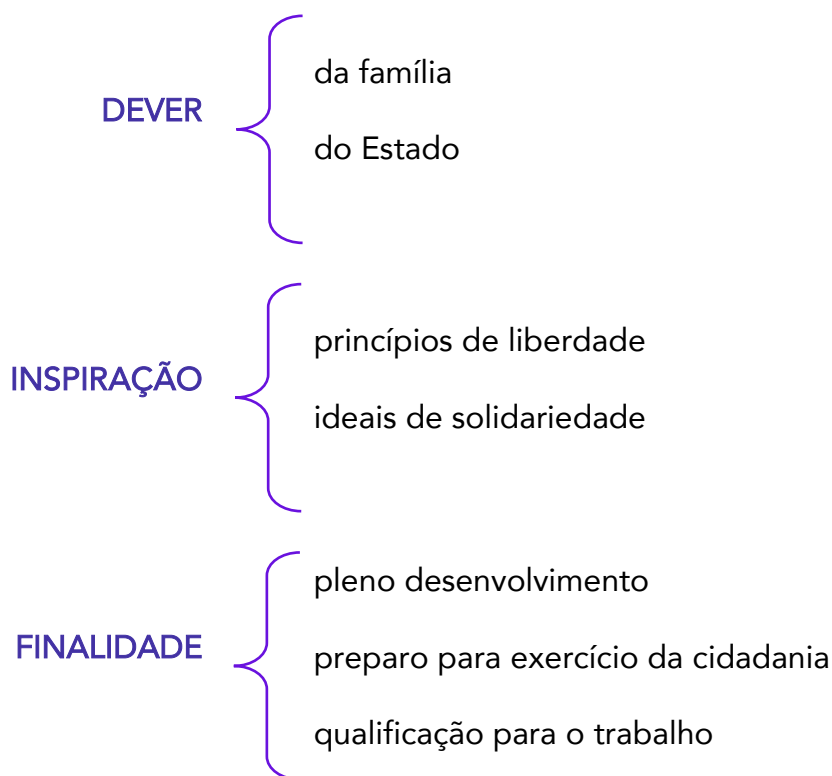 DEVER
da família
do Estado
INSPIRAÇÃO
princípios de liberdade
ideais de solidariedade
FINALIDADE
pleno desenvolvimento
preparo para exercício da cidadania
qualificação para o trabalho